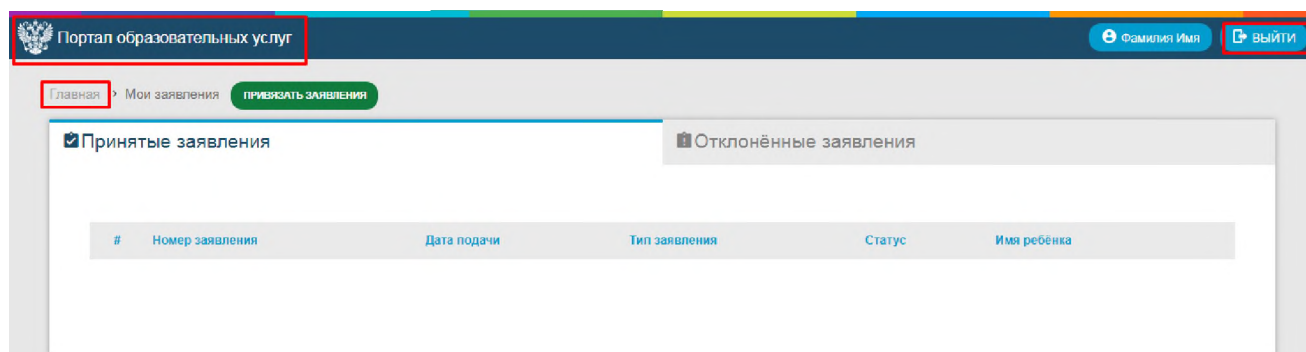 Портал образовательных услуг
Фамилия Имя
ВЫЙТИ
Главная › Мои заявления
ПРИВЯЗАТЬ ЗАЯВЛЕНИЯ
Принятые заявления
Отклонённые заявления
# Номер заявления Дата подачи Тип заявления Статус Имя ребёнка